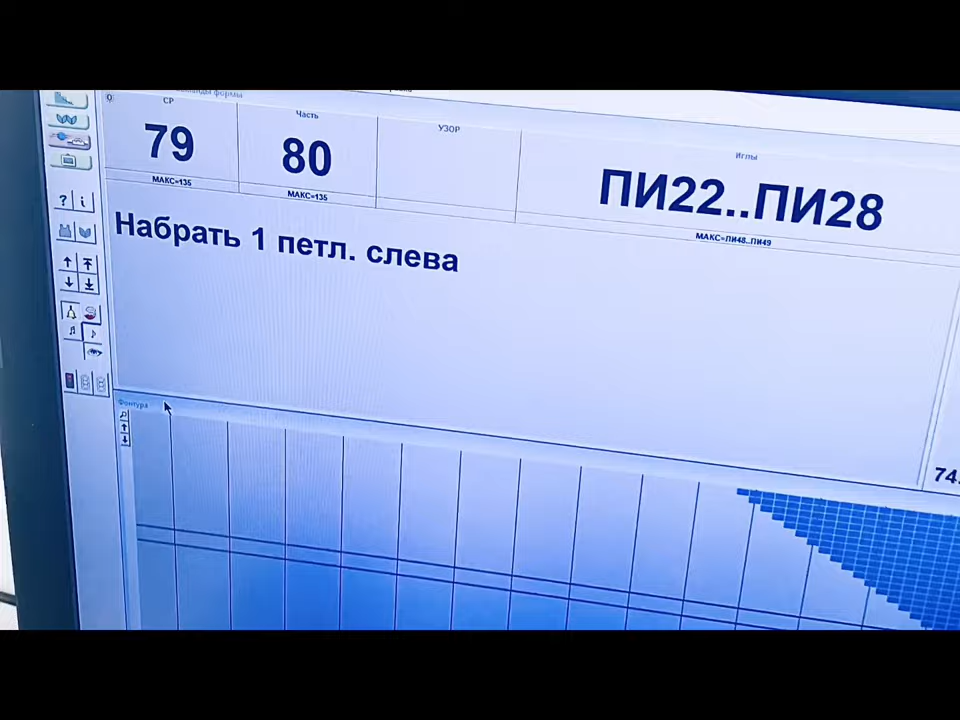 СР
79
МАКС=135
Часть
80
МАКС=135
УЗОР
Иглы
ПИ22..ПИ28
МАКС=ПИ48..ПИ49
Набрать 1 петл. слева
Фонтура
74